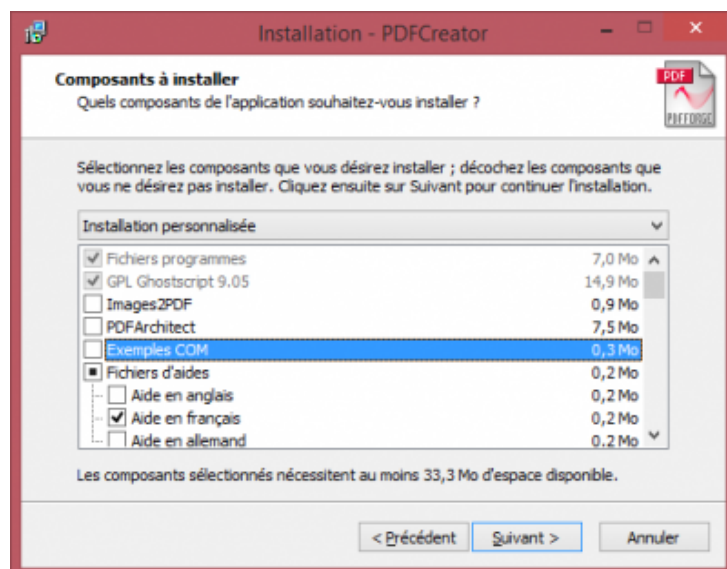 Installation - PDFCreator
Composants à installer
Quels composants de l'application souhaitez-vous installer ?
PDF
PDFFORGE
Sélectionnez les composants que vous désirez installer ; décochez les composants que
vous ne désirez pas installer. Cliquez ensuite sur Suivant pour continuer l'installation.
Installation personnalisée
Fichiers programmes 7,0 Mo
GPL Ghostscript 9.05 14,9 Mo
Images2PDF 0,9 Mo
PDFArchitect 7,5 Mo
Exemples COM 0,3 Mo
Fichiers d'aides 0,2 Mo
Aide en anglais 0,2 Mo
Aide en français 0,2 Mo
Aide en allemand 0,2 Mo
Les composants sélectionnés nécessitent au moins 33,3 Mo d'espace disponible.
< Précédent Suivant > Annuler